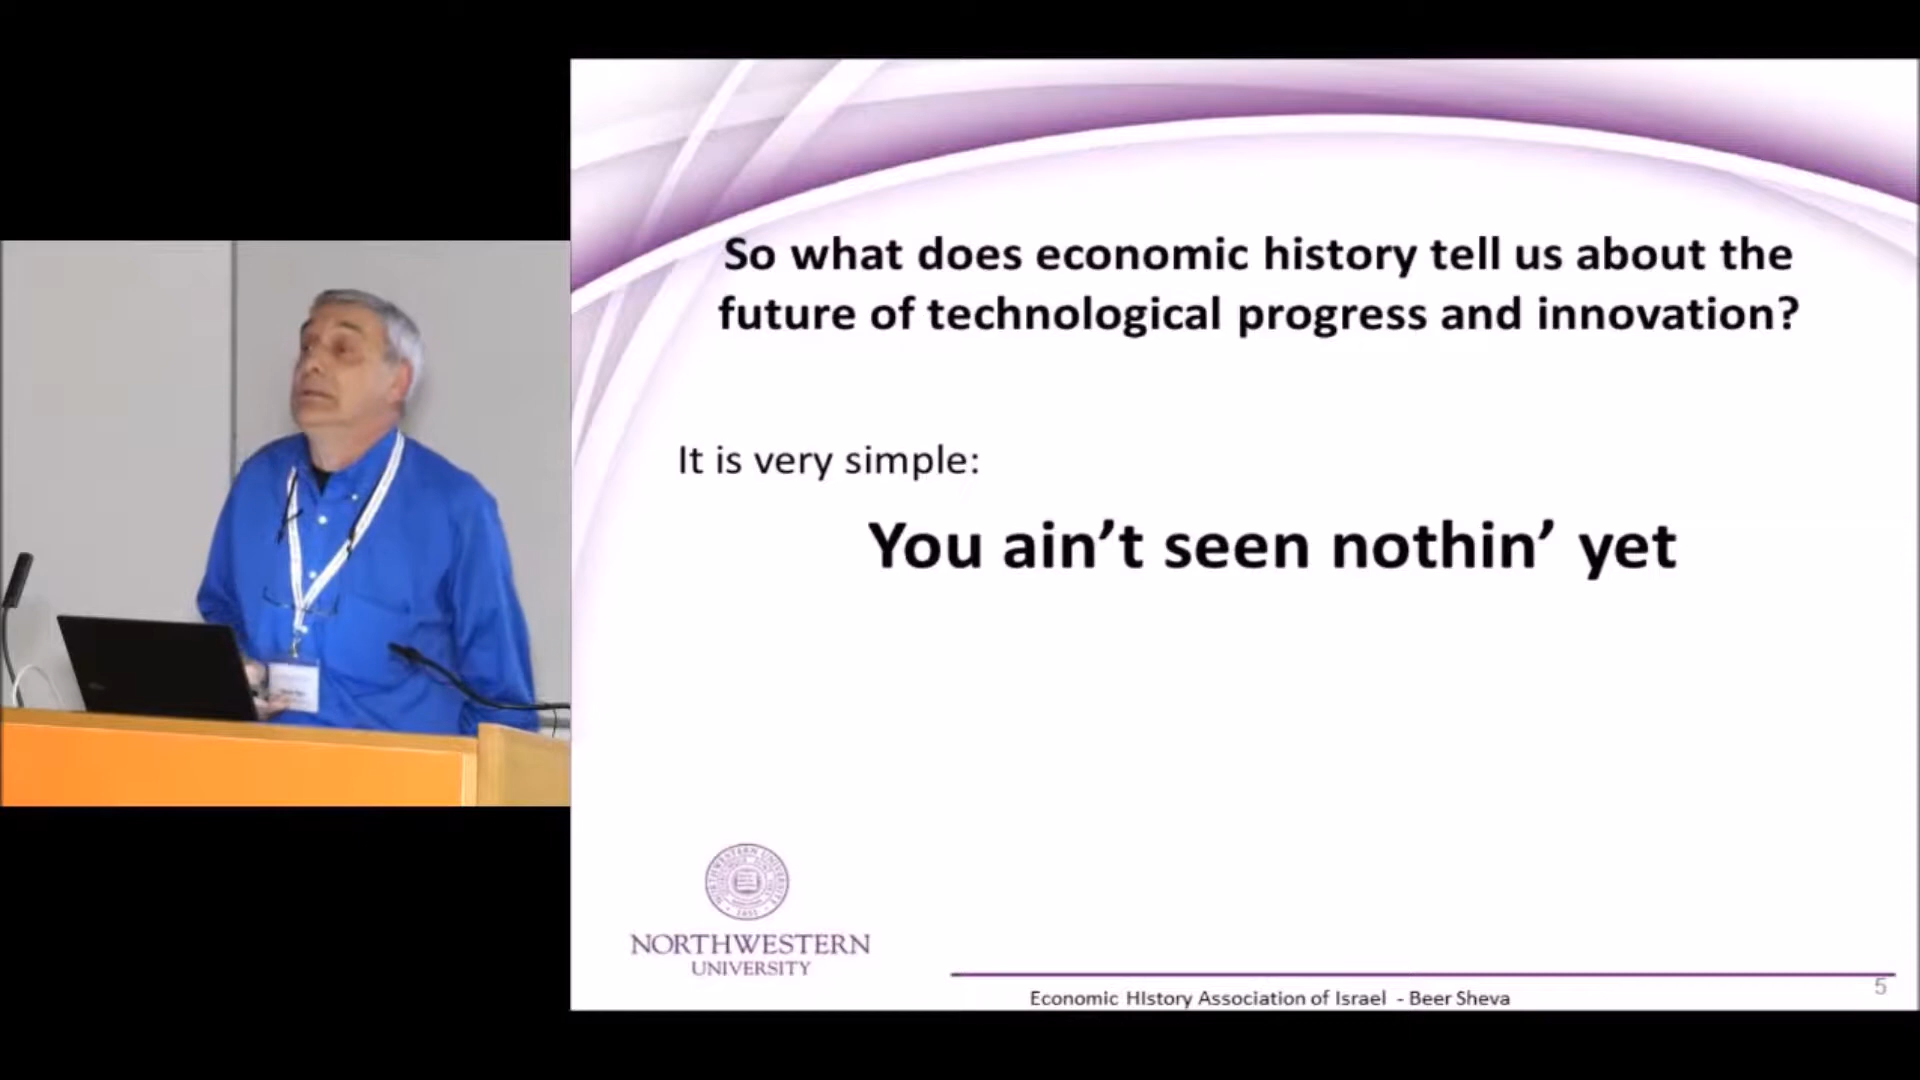 So what does economic history tell us about the
future of technological progress and innovation?
It is very simple:
You ain’t seen nothin’ yet
NORTHWESTERN
UNIVERSITY
Economic HIstory Association of Israel - Beer Sheva
5